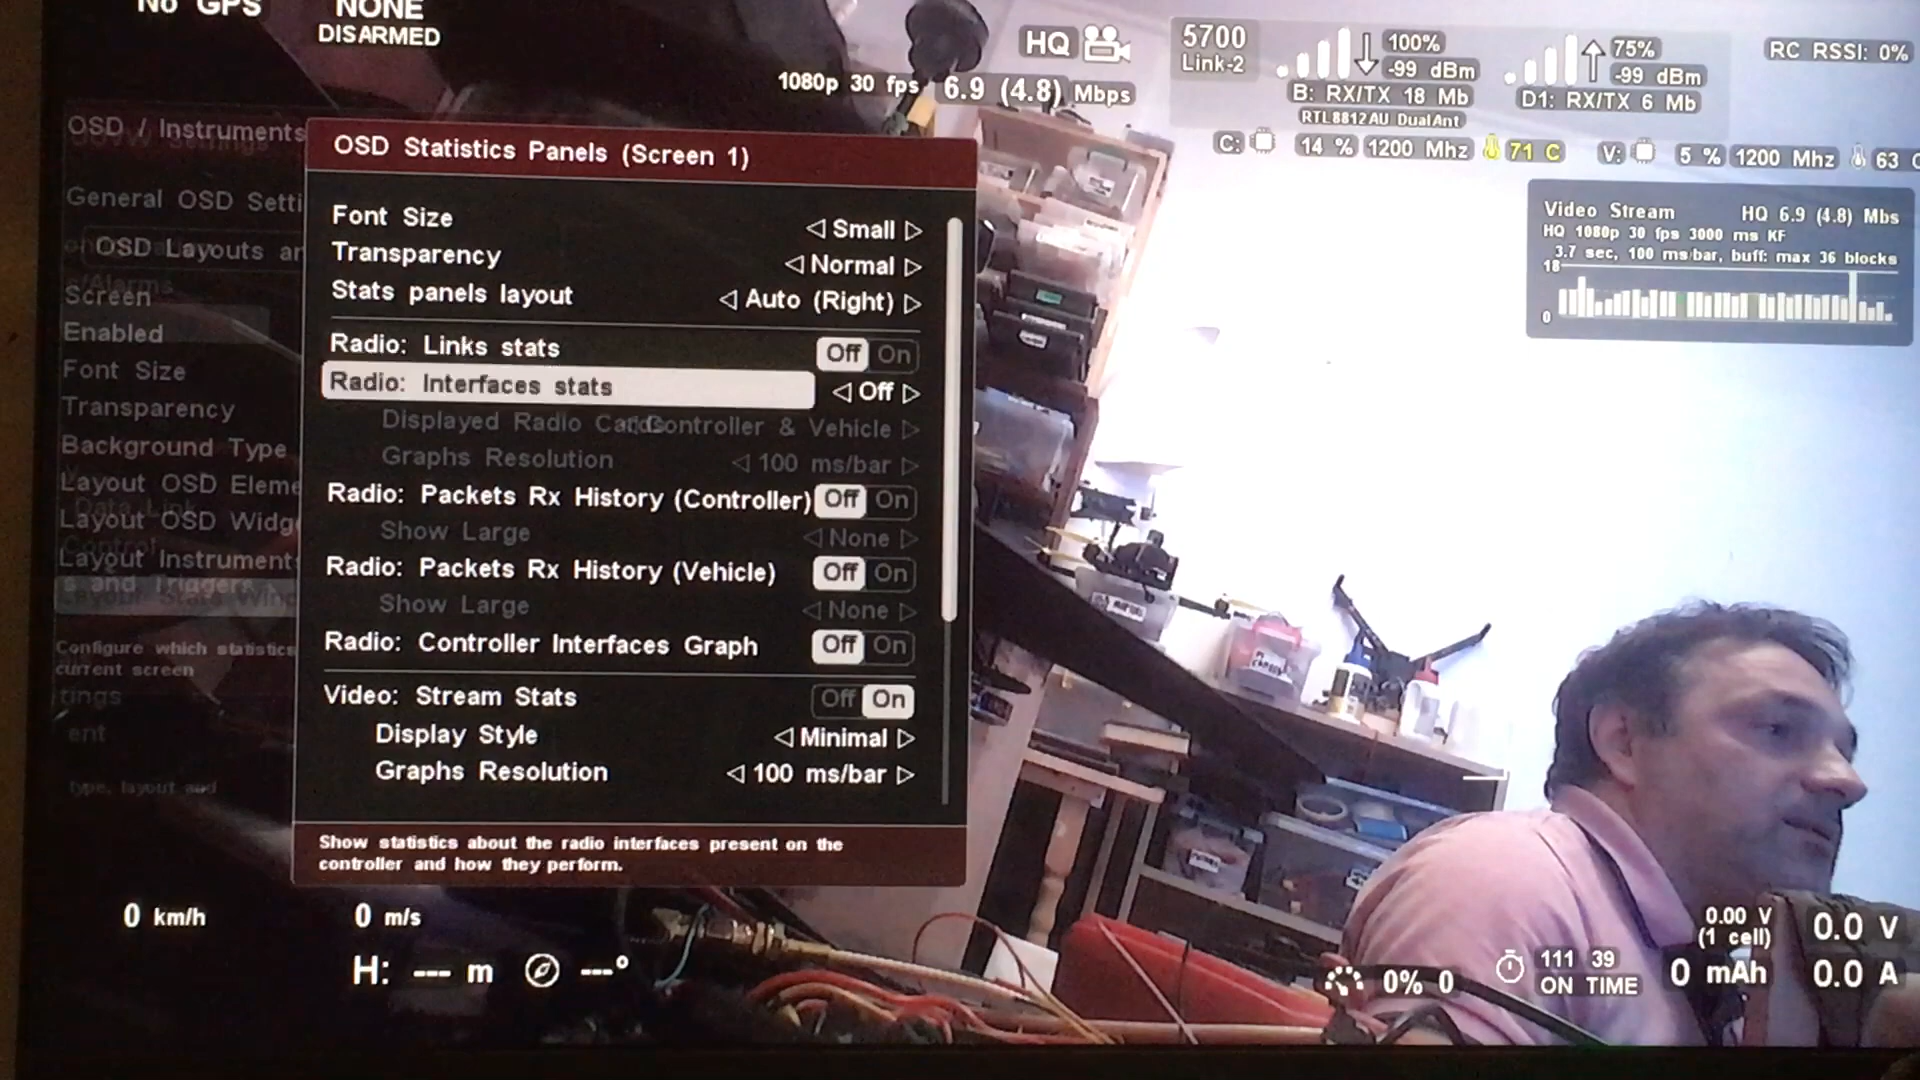 No GPS
NONE
DISARMED
HQ
1080p 30 fps 6.9 (4.8) Mbps
5700
Link-2
100%
-99 dBm
B: RX/TX 18 Mb
RTL8812AU DualAnt
75%
-99 dBm
D1: RX/TX 6 Mb
RC RSSI: 0%
C: 14 % 1200 Mhz 71 C
V: 5 % 1200 Mhz 63 C
Video Stream HQ 6.9 (4.8) Mbs
HQ 1080p 30 fps 3000 ms KF
3.7 sec, 100 ms/bar, buff: max 36 blocks
18
0
OSD / Instruments
General OSD Setti
OSD Layouts an
Screen
Enabled
Font Size
Transparency
Background Type
Layout OSD Eleme
Layout OSD Widg
Layout Instrument
s and Triggers
Configure which statistics
current screen
tings
ent
type, layout and
OSD Statistics Panels (Screen 1)
Font Size Small
Transparency Normal
Stats panels layout Auto (Right)
Radio: Links stats Off On
Radio: Interfaces stats Off
Displayed Radio Cards Controller & Vehicle
Graphs Resolution 100 ms/bar
Radio: Packets Rx History (Controller) Off On
Show Large None
Radio: Packets Rx History (Vehicle) Off On
Show Large None
Radio: Controller Interfaces Graph Off On
Video: Stream Stats Off On
Display Style Minimal
Graphs Resolution 100 ms/bar
Show statistics about the radio interfaces present on the
controller and how they perform.
0 km/h
0 m/s
H: --- m ---°
0% 0
111 39
ON TIME
0.00 V
(1 cell)
0.0 V
0 mAh
0.0 A